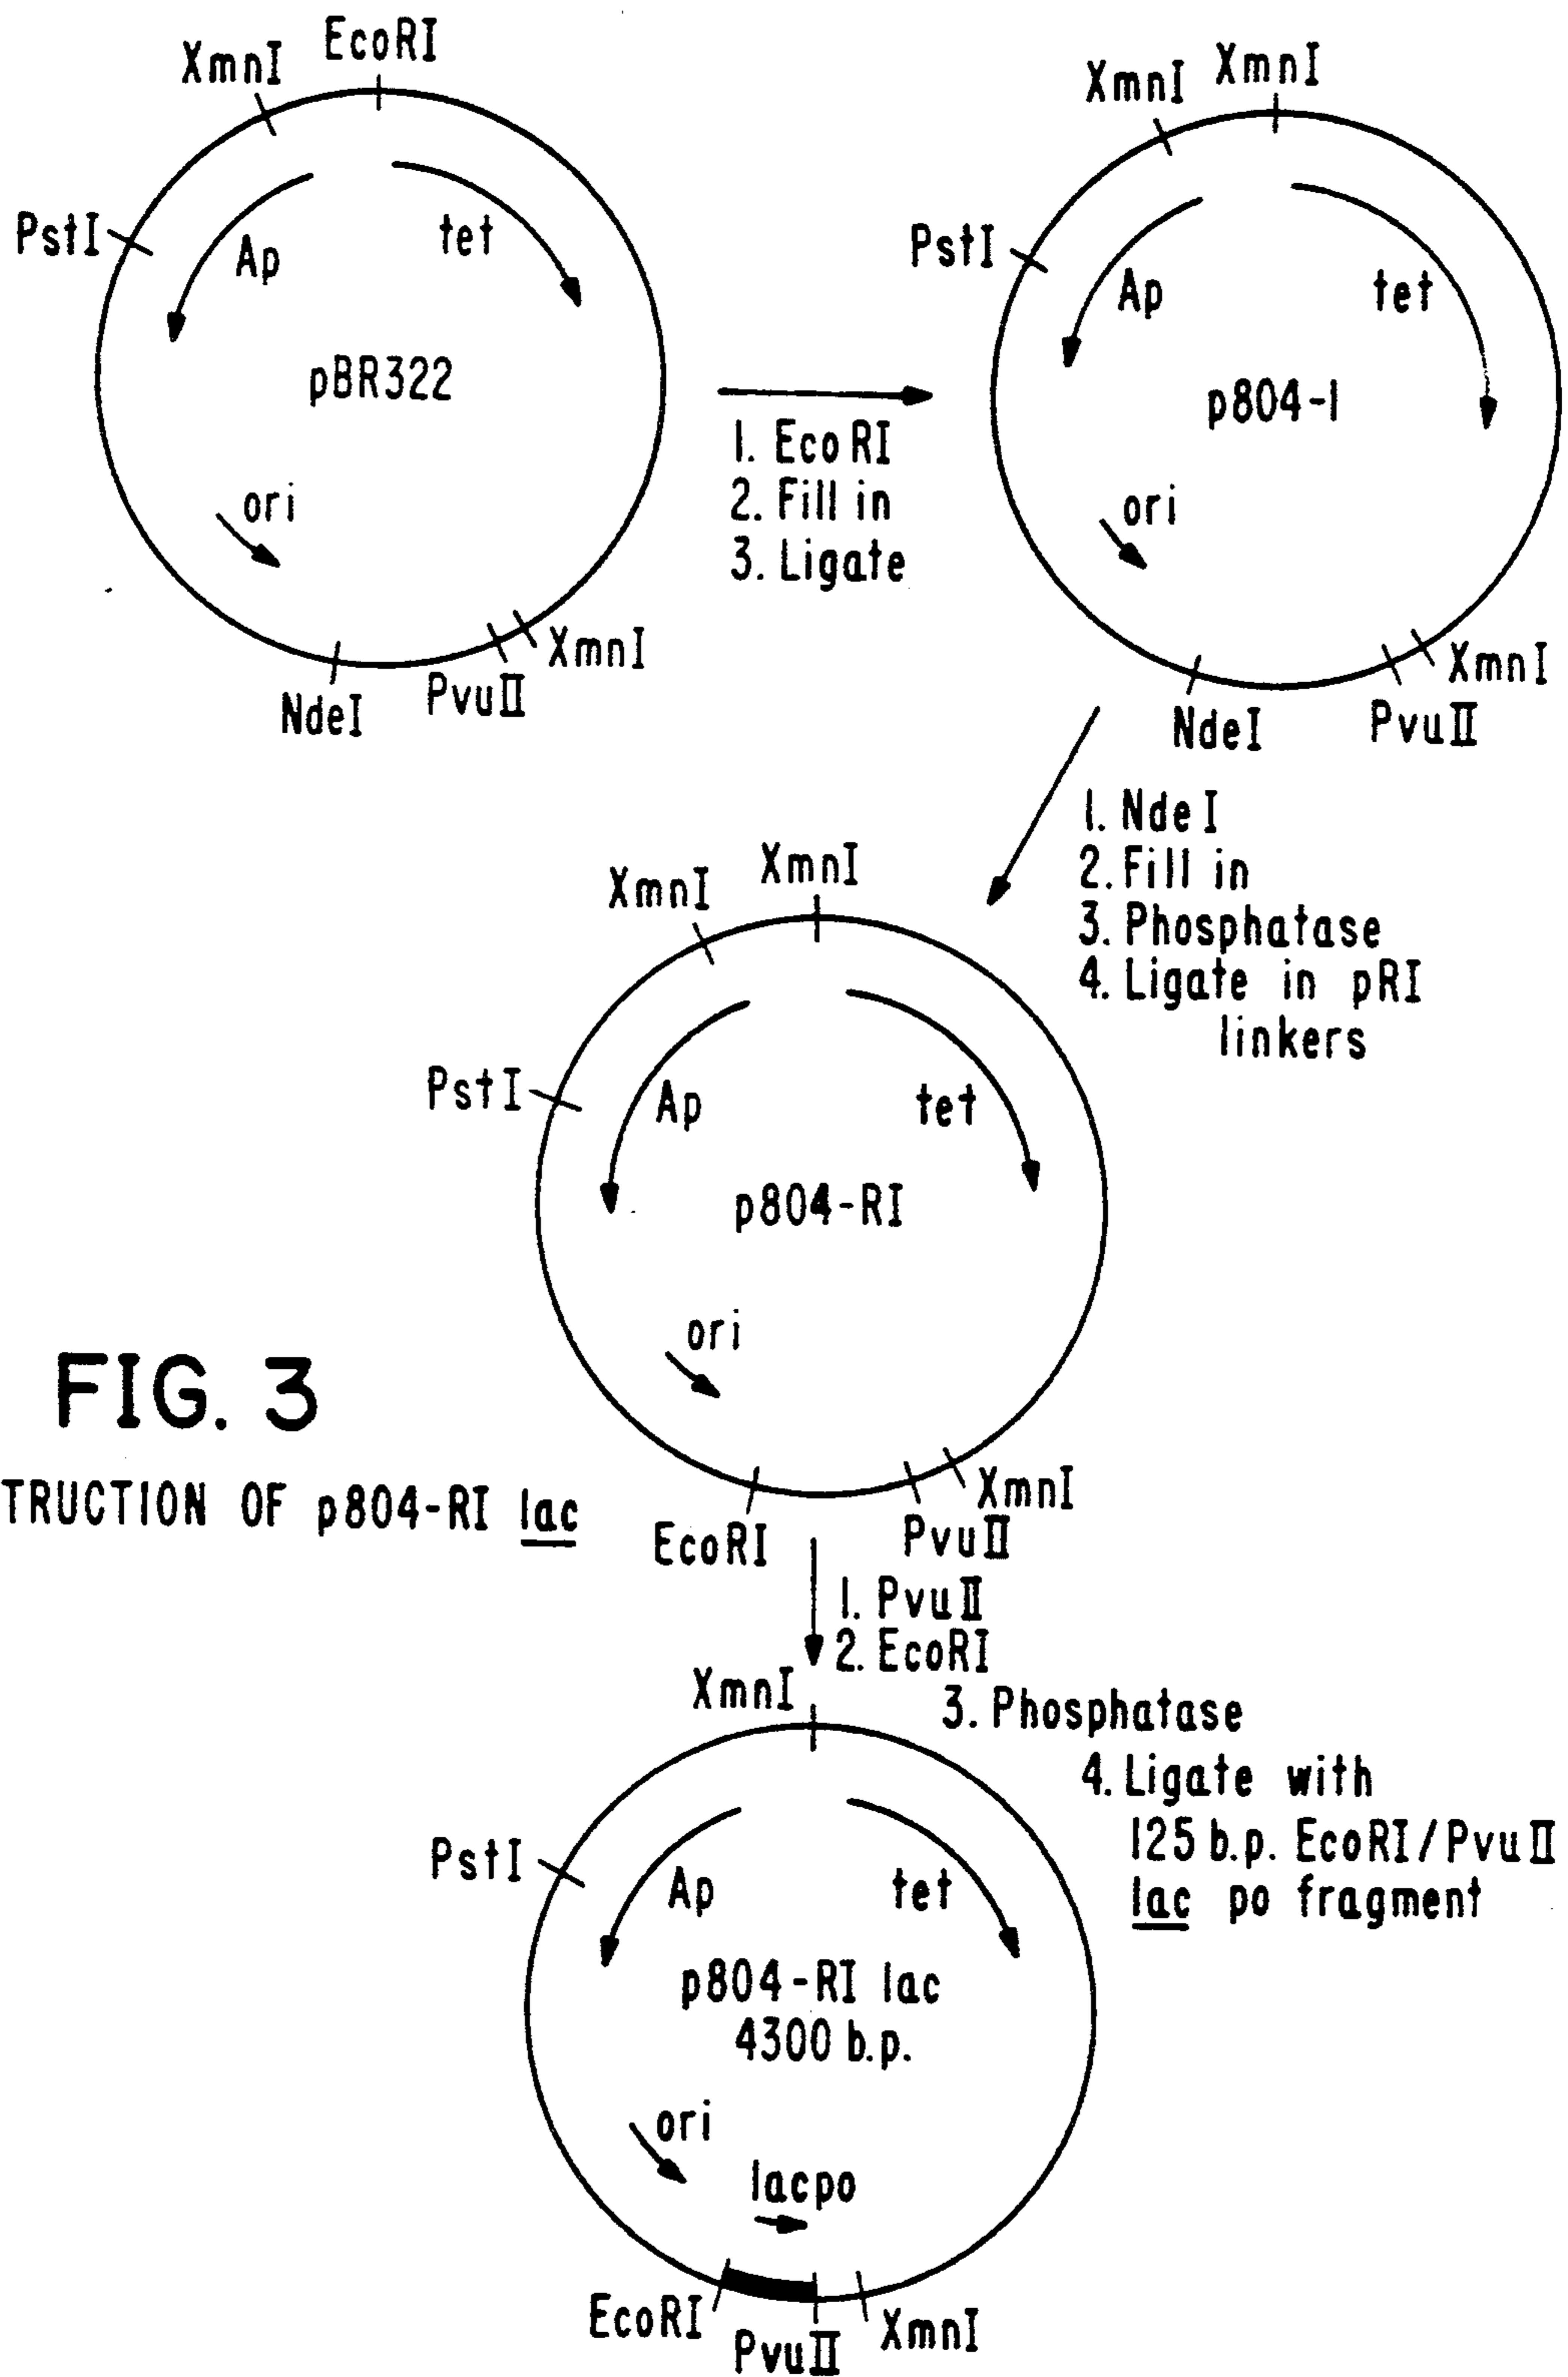 XmnI EcoRI
PstI
Ap
tet
pBR322
ori
NdeI
PvuII
XmnI
1. EcoRI
2. Fill in
3. Ligate
XmnI XmnI
PstI
Ap
tet
p804-1
ori
NdeI
PvuII
XmnI
1. NdeI
2. Fill in
3. Phosphatase
4. Ligate in pRI
linkers
XmnI XmnI
PstI
Ap
tet
p804-RI
ori
EcoRI
PvuII
XmnI
FIG. 3
TRUCTION OF p804-RI lac
1. PvuII
2. EcoRI
3. Phosphatase
4. Ligate with
125 b.p. EcoRI/PvuII
lac po fragment
XmnI
PstI
Ap
tet
p804-RI lac
4300 b.p.
ori
lacpo
EcoRI
PvuII
XmnI